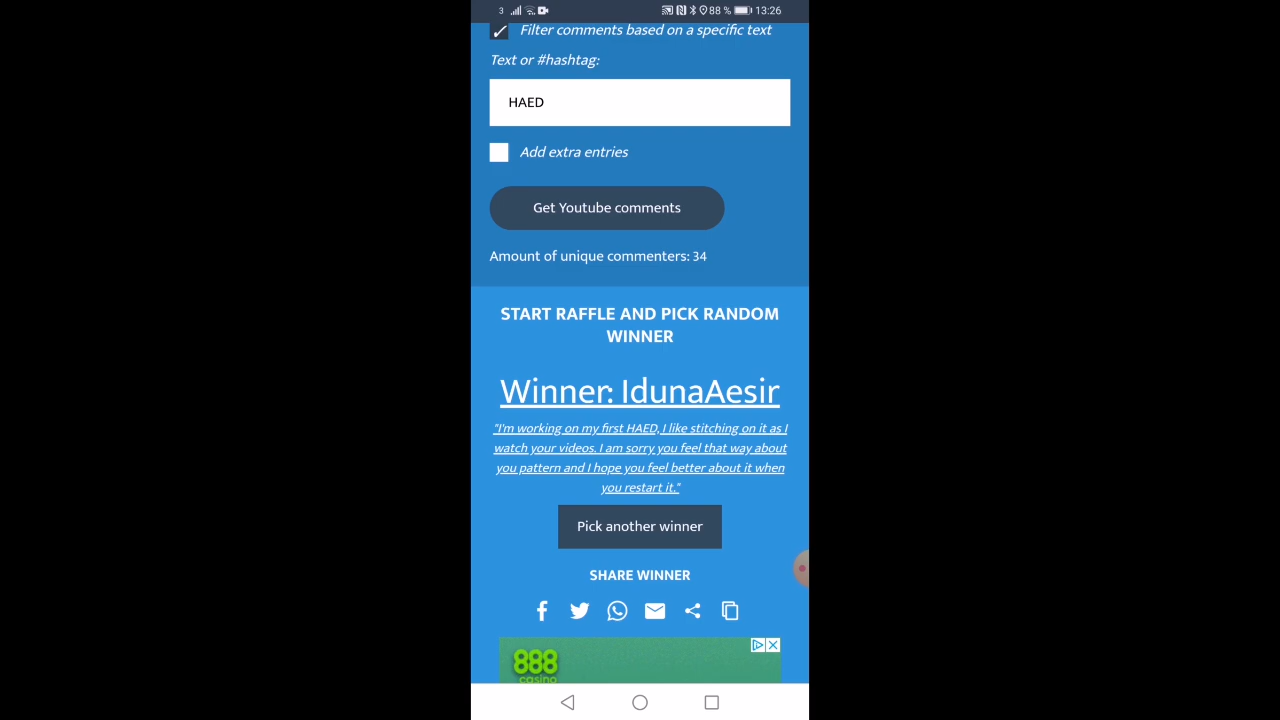 3 88 % 13:26
Filter comments based on a specific text
Text or #hashtag:
HAED
Add extra entries
Get Youtube comments
Amount of unique commenters: 34
START RAFFLE AND PICK RANDOM
WINNER
Winner: IdunaAesir
"I'm working on my first HAED, I like stitching on it as I
watch your videos. I am sorry you feel that way about
you pattern and I hope you feel better about it when
you restart it."
Pick another winner
SHARE WINNER
888
casino